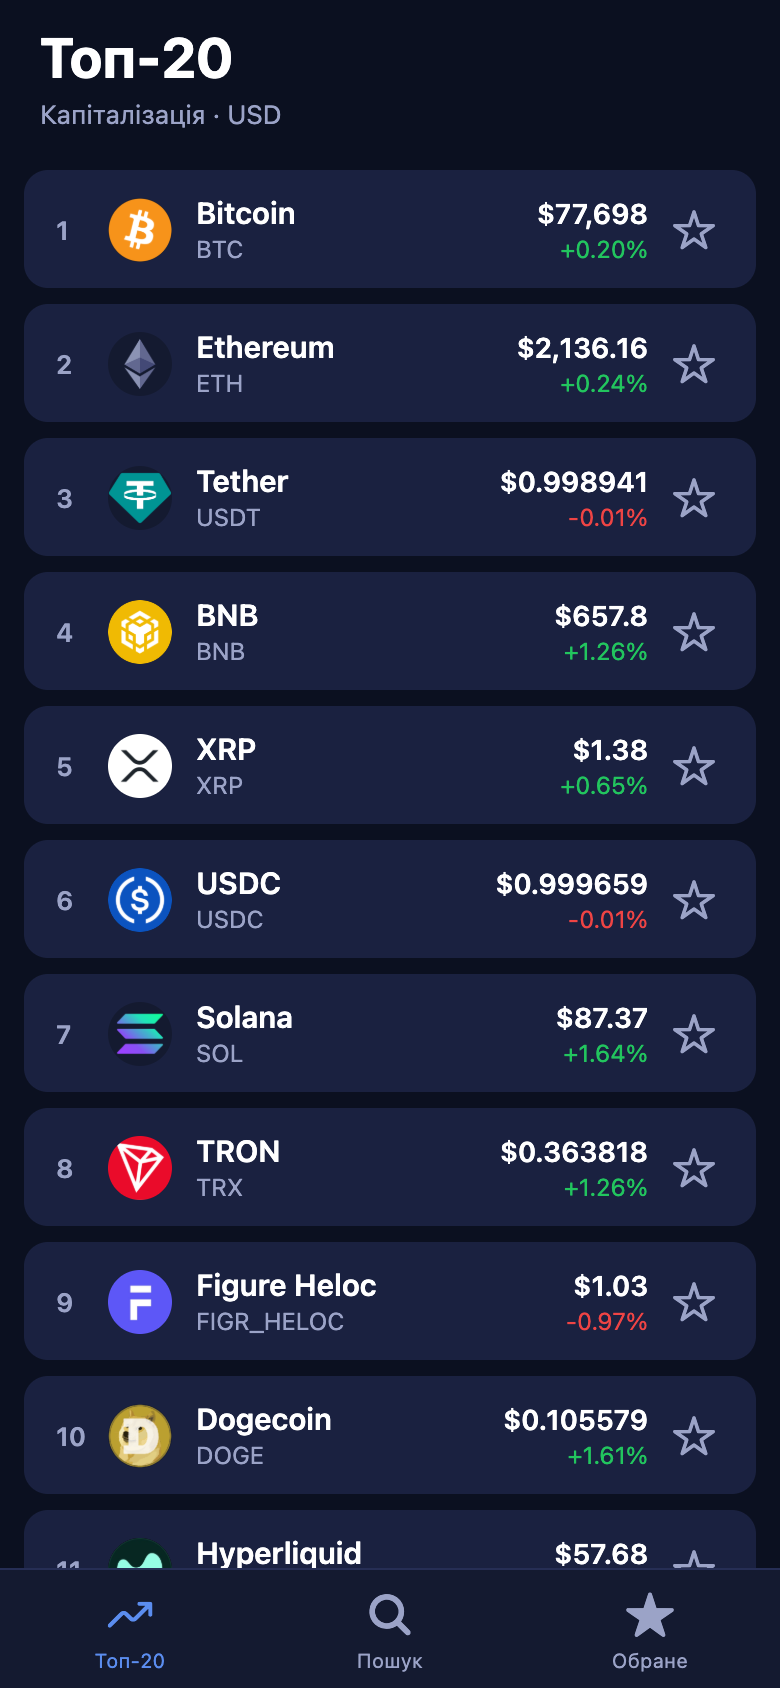 Топ-20
Капіталізація · USD
1 Bitcoin $77,698
BTC +0.20%
2 Ethereum $2,136.16
ETH +0.24%
3 Tether $0.998941
USDT -0.01%
4 BNB $657.8
BNB +1.26%
5 XRP $1.38
XRP +0.65%
6 USDC $0.999659
USDC -0.01%
7 Solana $87.37
SOL +1.64%
8 TRON $0.363818
TRX +1.26%
9 Figure Heloc $1.03
FIGR_HELOC -0.97%
10 Dogecoin $0.105579
DOGE +1.61%
11 Hyperliquid $57.68
Топ-20 Пошук Обране